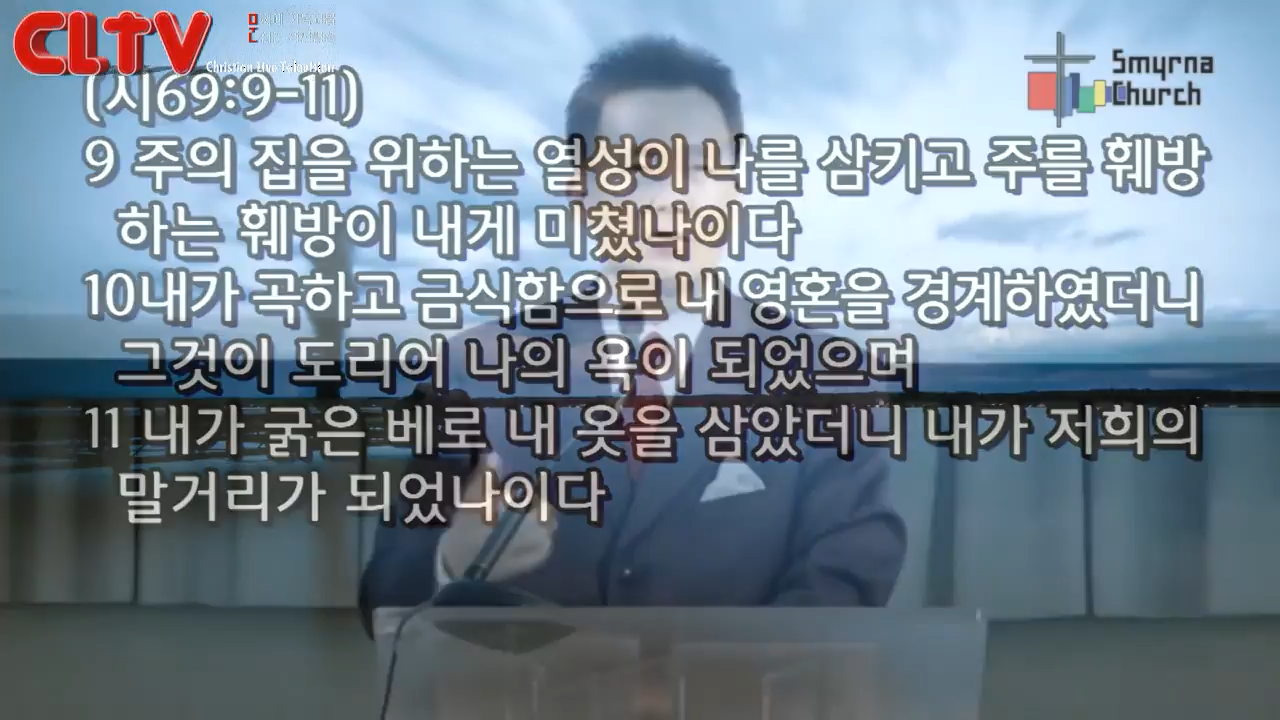 CLTV
Christian Live Television
Smyrna
Church
(시69:9-11)
9 주의 집을 위하는 열성이 나를 삼키고 주를 훼방
하는 훼방이 내게 미쳤나이다
10내가 곡하고 금식함으로 내 영혼을 경계하였더니
그것이 도리어 나의 욕이 되었으며
11 내가 굵은 베로 내 옷을 삼았더니 내가 저희의
말거리가 되었나이다